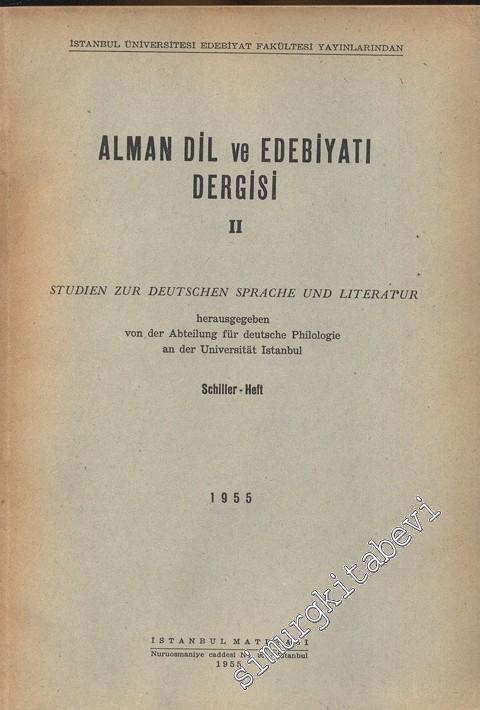 İSTANBUL ÜNİVERSİTESİ EDEBİYAT FAKÜLTESİ YAYINLARINDAN
ALMAN DİL ve EDEBİYATI
DERGİSİ
II
STUDIEN ZUR DEUTSCHEN SPRACHE UND LITERATUR
herausgegeben
von der Abteilung für deutsche Philologie
an der Universität Istanbul
Schiller - Heft
1955
İSTANBUL MATBAASI
Nuruosmaniye caddesi No. İstanbul
1955
simurgkitabevi